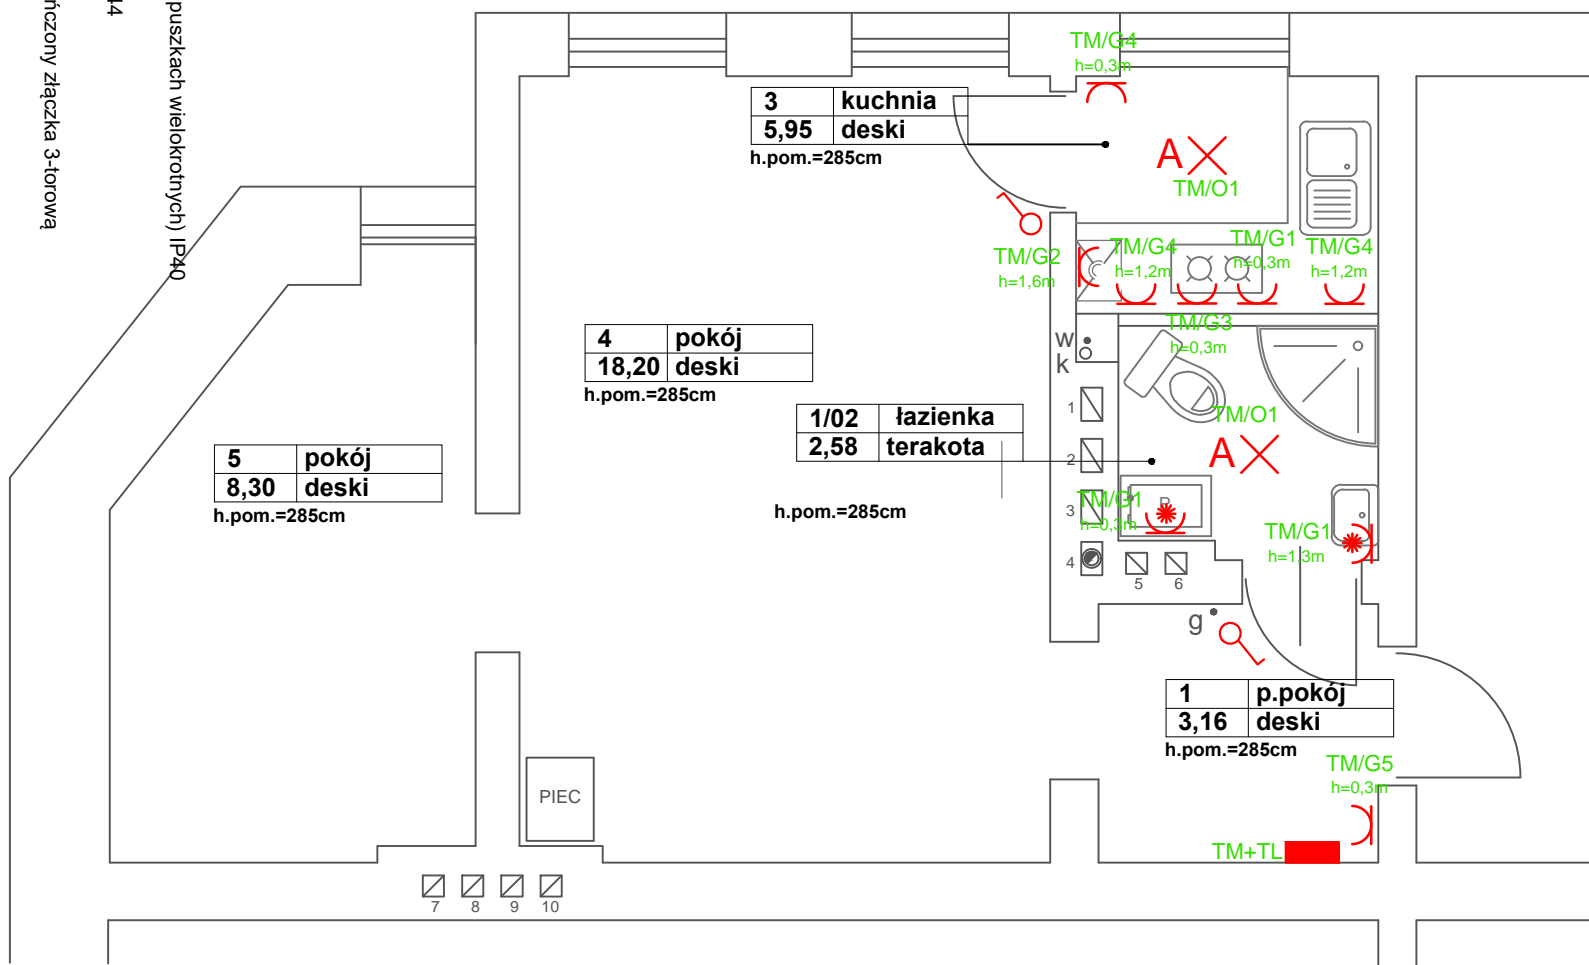 44
puszkach wielokrotnych) IP40
ńczony złączka 3-torową
TM/G4
h=0,3m
3 kuchnia
5,95 deski
h.pom.=285cm
A
TM/O1
TM/G2
h=1,6m
TM/G4
h=1,2m
TM/G1
h=0,3m
TM/G4
h=1,2m
TM/G3
h=0,3m
w
k
4 pokój
18,20 deski
h.pom.=285cm
1/02 łazienka
2,58 terakota
h.pom.=285cm
TM/O1
A
5 pokój
8,30 deski
h.pom.=285cm
1
2
3
4
TM/G1
h=0,3m
TM/G1
h=1,3m
5
6
g
1 p.pokój
3,16 deski
h.pom.=285cm
TM/G5
h=0,3m
TM+TL
PIEC
7
8
9
10